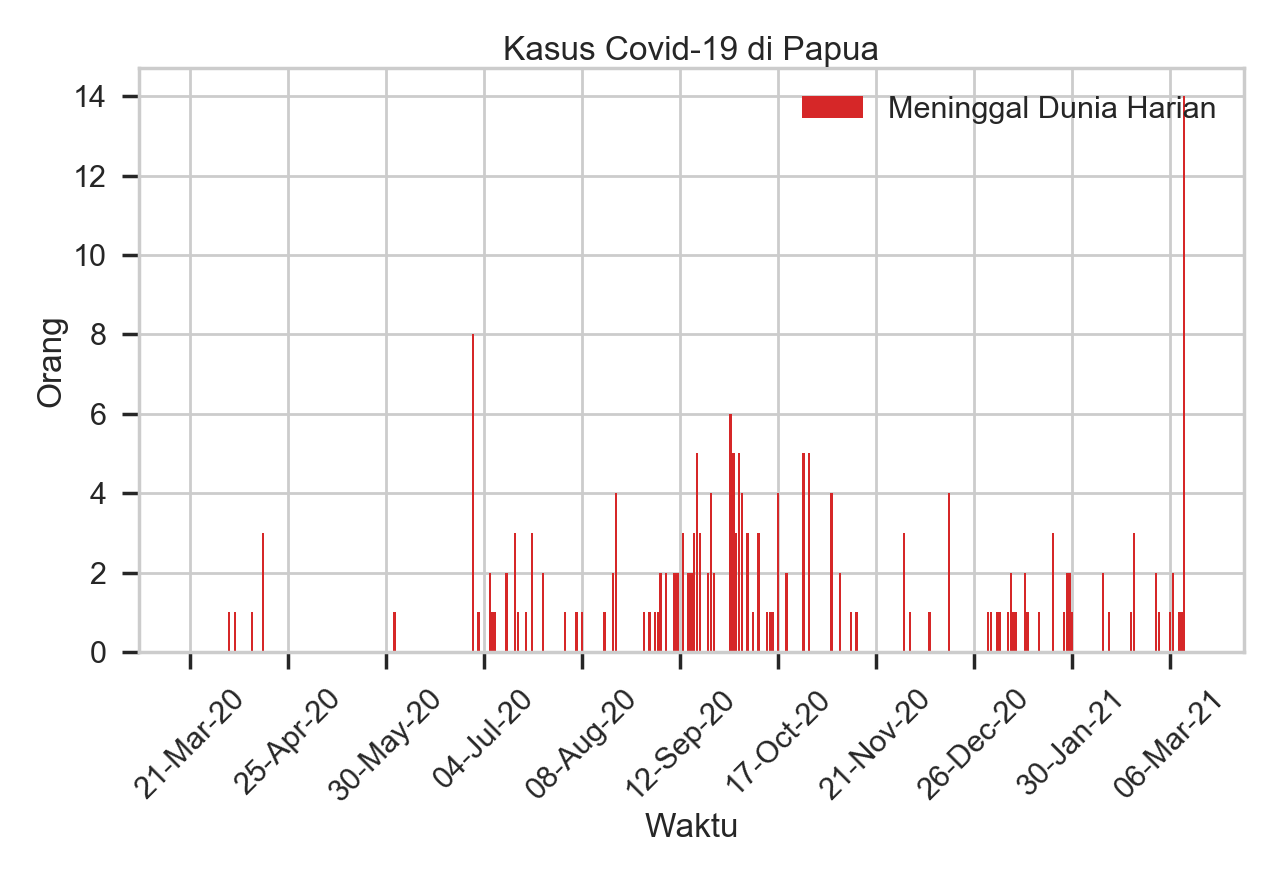 Kasus Covid-19 di Papua
Meninggal Dunia Harian
14
12
10
8
6
4
2
0
Orang
21-Mar-20
25-Apr-20
30-May-20
04-Jul-20
08-Aug-20
12-Sep-20
17-Oct-20
21-Nov-20
26-Dec-20
30-Jan-21
06-Mar-21
Waktu